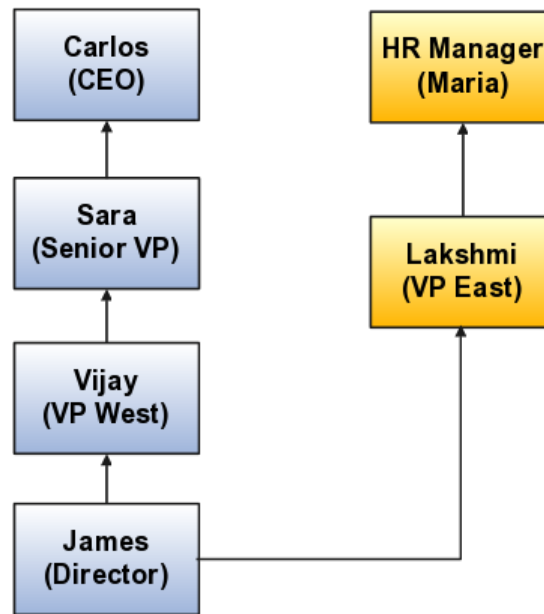 Carlos
(CEO)
HR Manager
(Maria)
Sara
(Senior VP)
Lakshmi
(VP East)
Vijay
(VP West)
James
(Director)